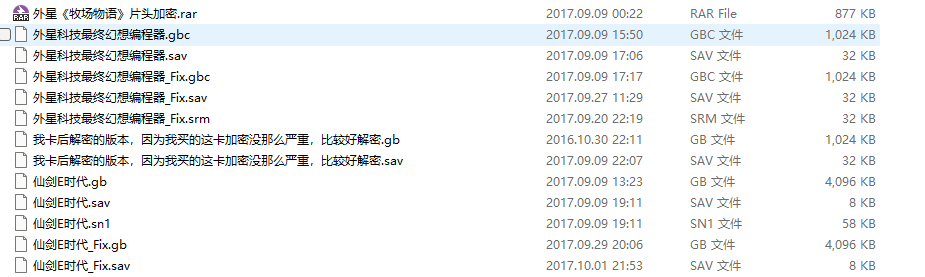 外星《牧场物语》片头加密.rar 2017.09.09 00:22 RAR File 877 KB
外星科技最终幻想编程器.gbc 2017.09.09 15:50 GBC 文件 1,024 KB
外星科技最终幻想编程器.sav 2017.09.09 17:06 SAV 文件 32 KB
外星科技最终幻想编程器_Fix.gbc 2017.09.09 17:17 GBC 文件 1,024 KB
外星科技最终幻想编程器_Fix.sav 2017.09.27 11:29 SAV 文件 32 KB
外星科技最终幻想编程器_Fix.srm 2017.09.20 22:19 SRM 文件 32 KB
我卡后解密的版本，因为我买的这卡加密没那么严重，比较好解密.gb 2016.10.30 22:11 GB 文件 1,024 KB
我卡后解密的版本，因为我买的这卡加密没那么严重，比较好解密.sav 2017.09.09 22:07 SAV 文件 32 KB
仙剑E时代.gb 2017.09.09 13:23 GB 文件 4,096 KB
仙剑E时代.sav 2017.09.09 19:11 SAV 文件 8 KB
仙剑E时代.sn1 2017.09.09 19:11 SN1 文件 58 KB
仙剑E时代_Fix.gb 2017.09.29 20:06 GB 文件 4,096 KB
仙剑E时代_Fix.sav 2017.10.01 21:53 SAV 文件 8 KB